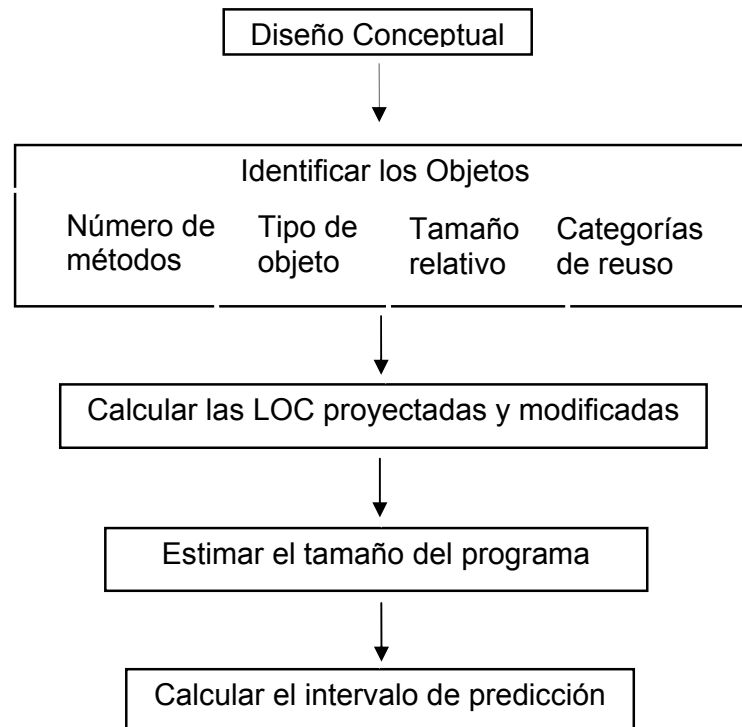 Diseño Conceptual
Identificar los Objetos
Número de métodos
Tipo de objeto
Tamaño relativo
Categorías de reuso
Calcular las LOC proyectadas y modificadas
Estimar el tamaño del programa
Calcular el intervalo de predicción